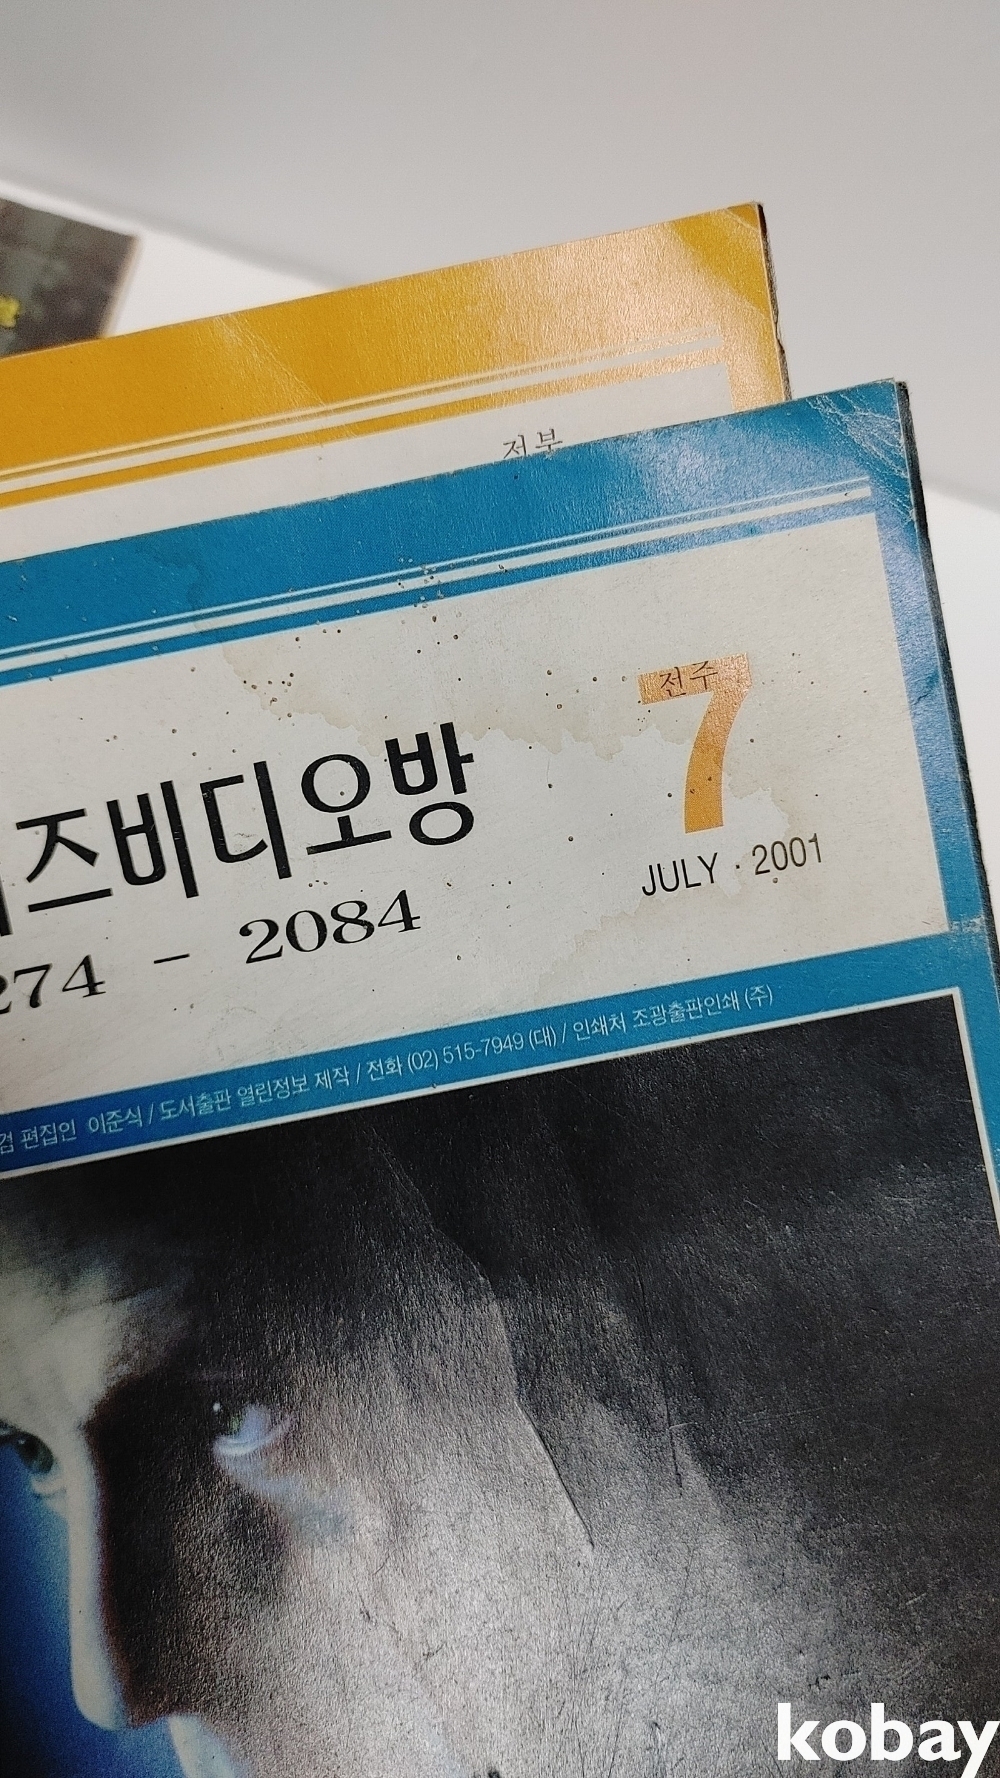 전북
전주
7
즈비디오방
JULY · 2001
274 - 2084
겸 편집인 이준식 / 도서출판 열린정보 제작 / 전화 (02) 515-7949 (대) / 인쇄처 조광출판인쇄 (주)
kobay